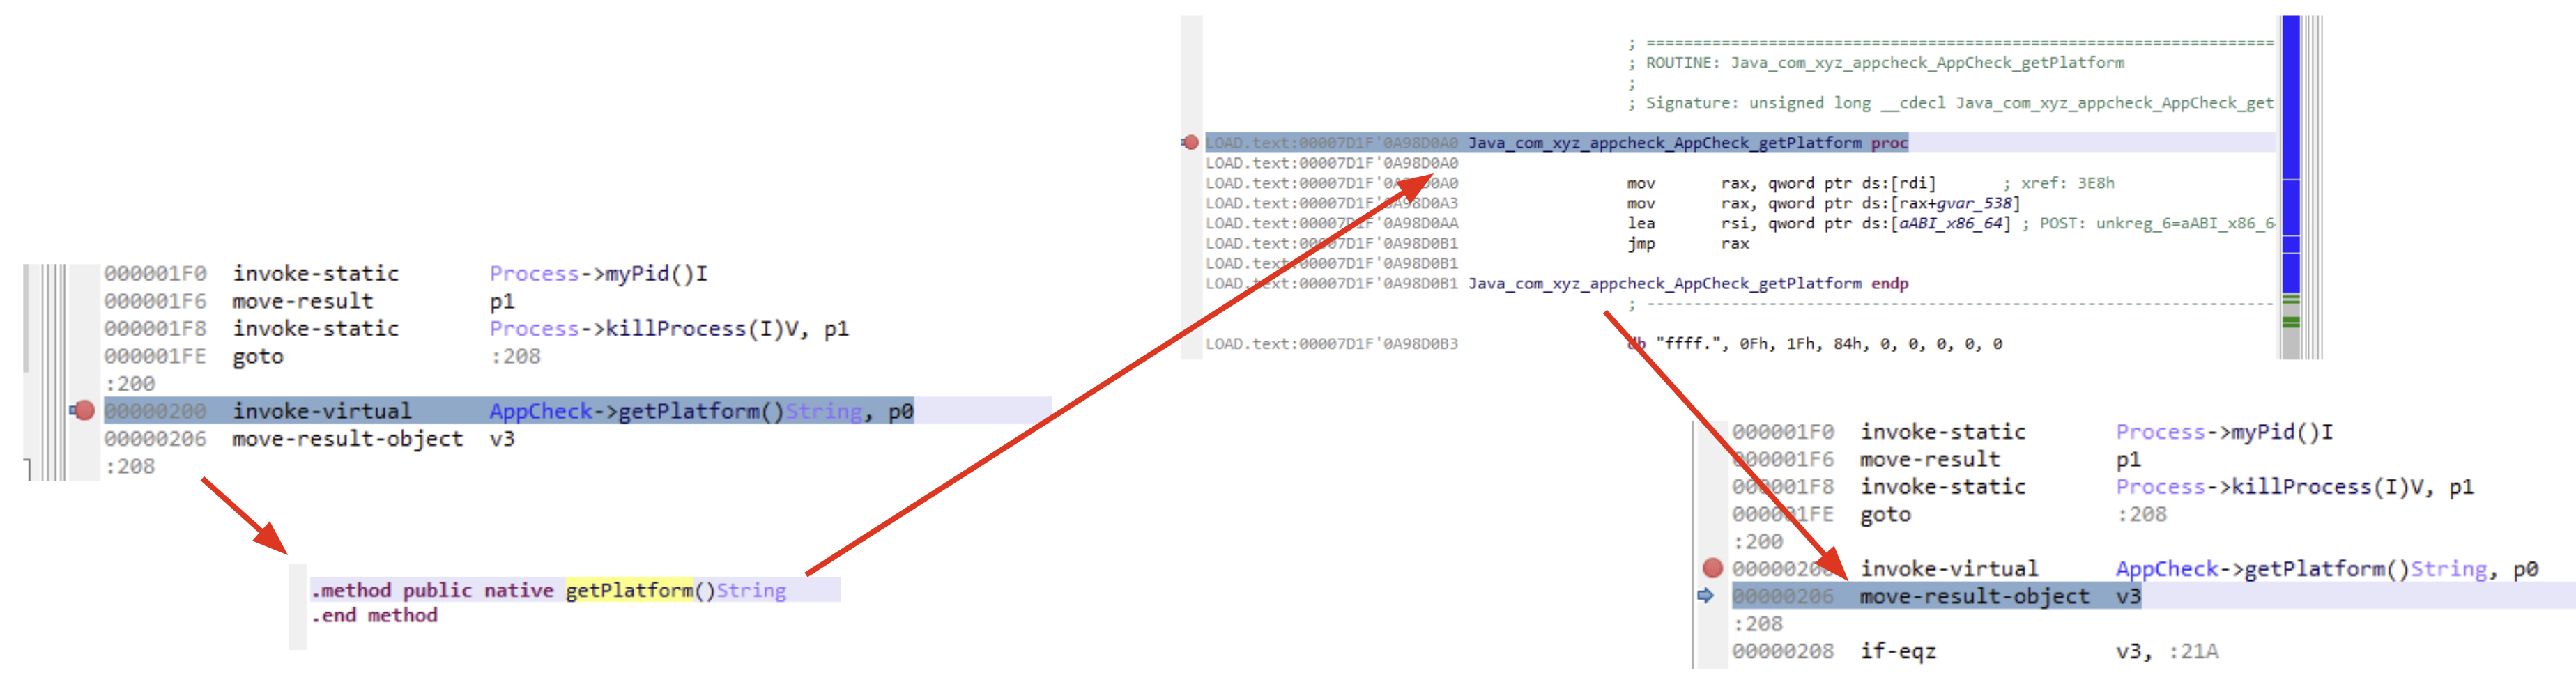 000001F0 invoke-static Process->myPid()I
000001F6 move-result p1
000001F8 invoke-static Process->killProcess(I)V, p1
000001FE goto :208
:200
00000200 invoke-virtual AppCheck->getPlatform()String, p0
00000206 move-result-object v3
:208
.method public native getPlatform()String
.end method
; ===================================================================
; ROUTINE: Java_com_xyz_appcheck_AppCheck_getPlatform
;
; Signature: unsigned long __cdecl Java_com_xyz_appcheck_AppCheck_get
LOAD.text:00007D1F'0A98D0A0 Java_com_xyz_appcheck_AppCheck_getPlatform proc
LOAD.text:00007D1F'0A98D0A0
LOAD.text:00007D1F'0A98D0A0 mov rax, qword ptr ds:[rdi] ; xref: 3E8h
LOAD.text:00007D1F'0A98D0A3 mov rax, qword ptr ds:[rax+gvar_538]
LOAD.text:00007D1F'0A98D0AA lea rsi, qword ptr ds:[aABI_x86_64] ; POST: unkreg_6=aABI_x86_6
LOAD.text:00007D1F'0A98D0B1 jmp rax
LOAD.text:00007D1F'0A98D0B1
LOAD.text:00007D1F'0A98D0B1 Java_com_xyz_appcheck_AppCheck_getPlatform endp
; -------------------------------------------------------------------
LOAD.text:00007D1F'0A98D0B3 db "ffff.", 0Fh, 1Fh, 84h, 0, 0, 0, 0, 0
000001F0 invoke-static Process->myPid()I
000001F6 move-result p1
000001F8 invoke-static Process->killProcess(I)V, p1
000001FE goto :208
:200
00000200 invoke-virtual AppCheck->getPlatform()String, p0
00000206 move-result-object v3
:208
00000208 if-eqz v3, :21A